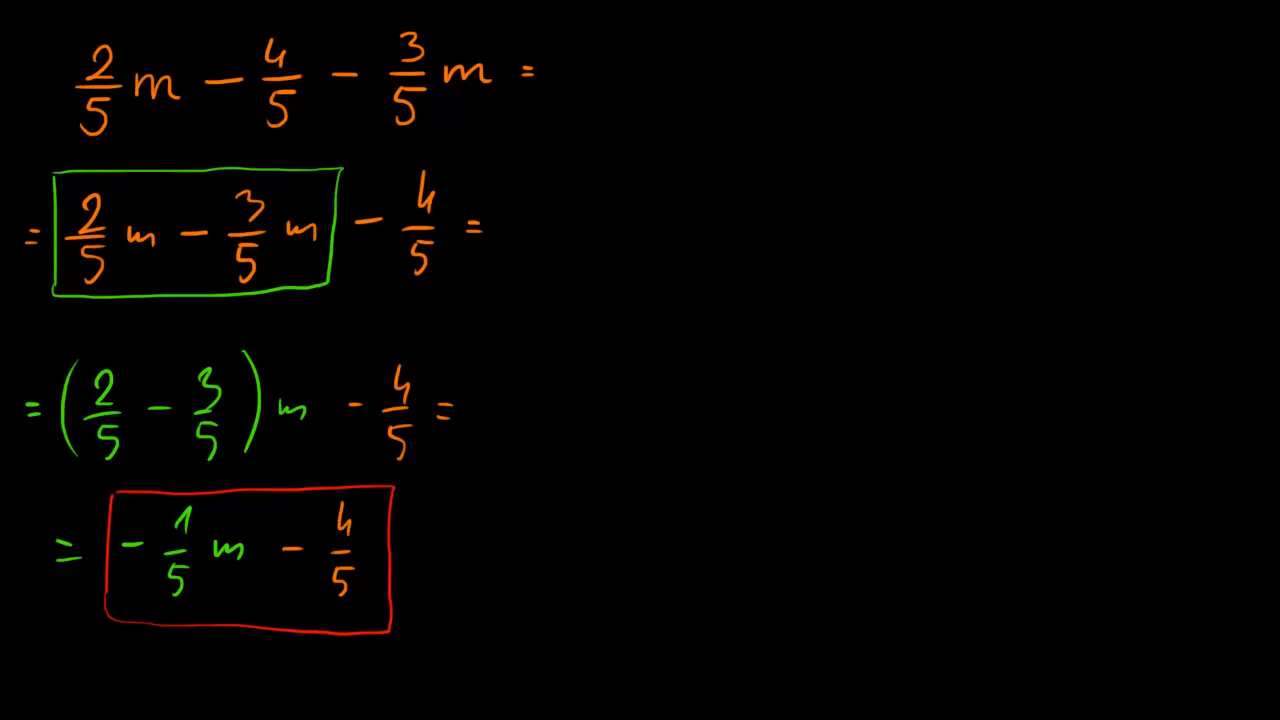 2/5 m − 4/5 − 3/5 m =
= 2/5 m − 3/5 m − 4/5 =
= (2/5 − 3/5) m − 4/5 =
= − 1/5 m − 4/5